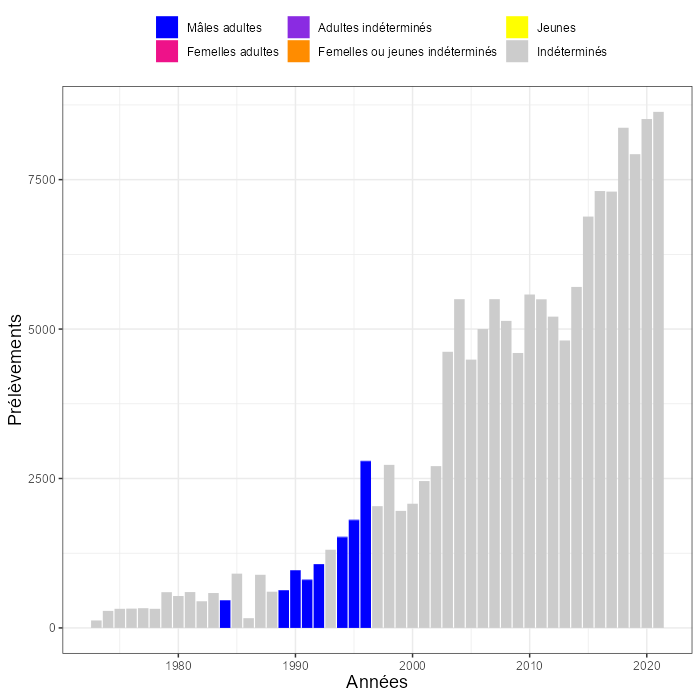 Mâles adultes
Adultes indéterminés
Jeunes
Femelles adultes
Femelles ou jeunes indéterminés
Indéterminés
7500
5000
2500
0
Prélèvements
1980 1990 2000 2010 2020
Années